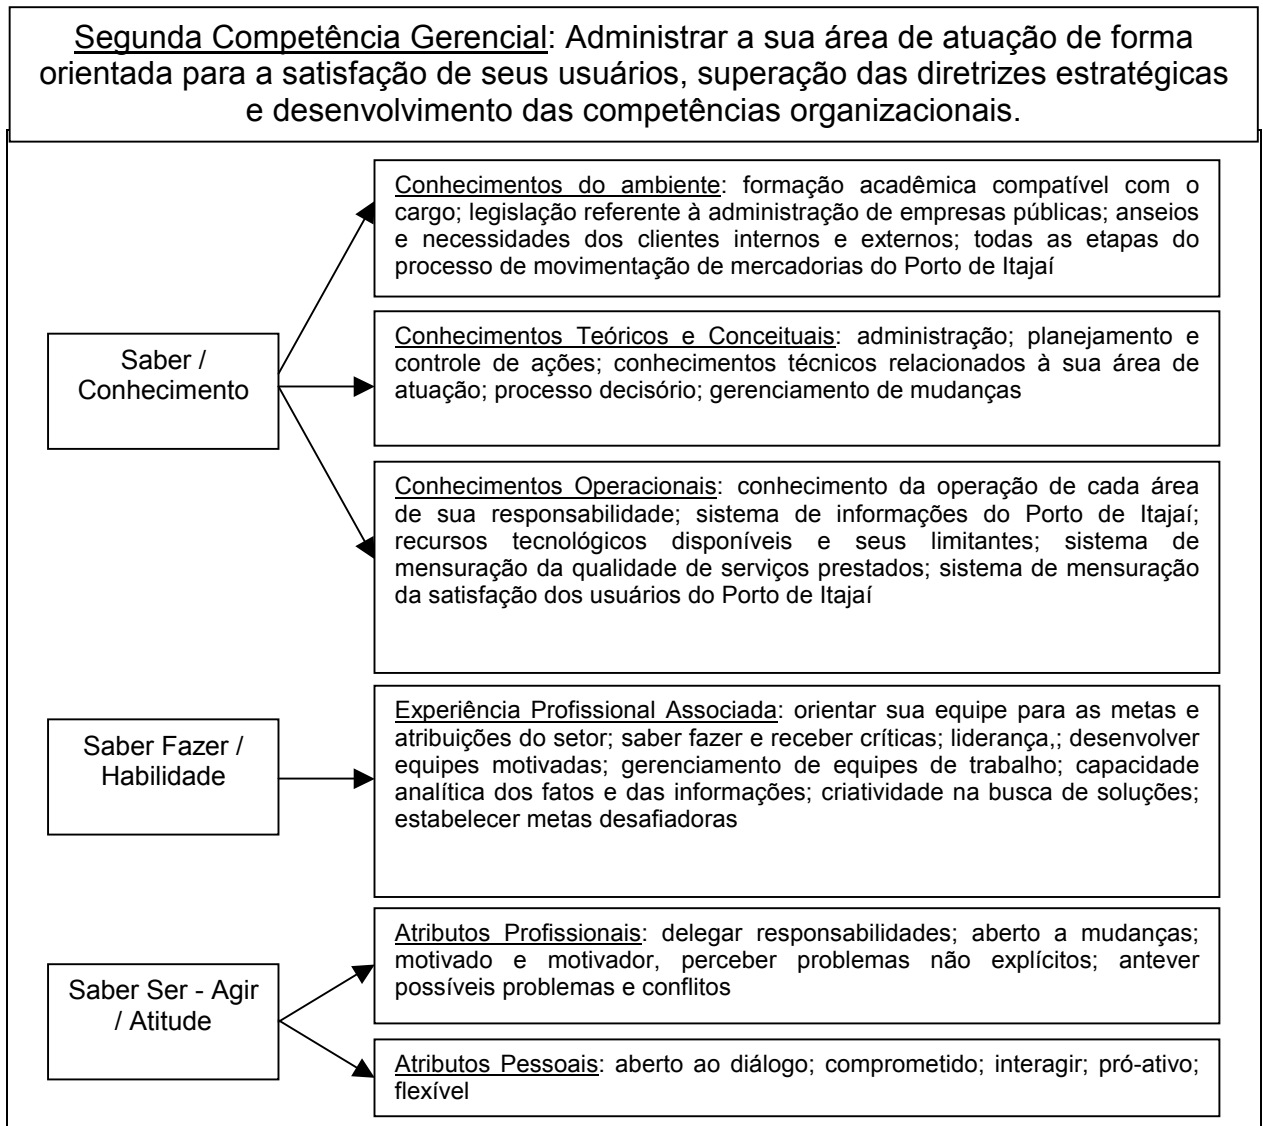 Segunda Competência Gerencial: Administrar a sua área de atuação de forma
orientada para a satisfação de seus usuários, superação das diretrizes estratégicas
e desenvolvimento das competências organizacionais.
Saber /
Conhecimento
Conhecimentos do ambiente: formação acadêmica compatível com o
cargo; legislação referente à administração de empresas públicas; anseios
e necessidades dos clientes internos e externos; todas as etapas do
processo de movimentação de mercadorias do Porto de Itajaí
Conhecimentos Teóricos e Conceituais: administração; planejamento e
controle de ações; conhecimentos técnicos relacionados à sua área de
atuação; processo decisório; gerenciamento de mudanças
Conhecimentos Operacionais: conhecimento da operação de cada área
de sua responsabilidade; sistema de informações do Porto de Itajaí;
recursos tecnológicos disponíveis e seus limitantes; sistema de
mensuração da qualidade de serviços prestados; sistema de mensuração
da satisfação dos usuários do Porto de Itajaí
Saber Fazer /
Habilidade
Experiência Profissional Associada: orientar sua equipe para as metas e
atribuições do setor; saber fazer e receber críticas; liderança,; desenvolver
equipes motivadas; gerenciamento de equipes de trabalho; capacidade
analítica dos fatos e das informações; criatividade na busca de soluções;
estabelecer metas desafiadoras
Saber Ser - Agir
/ Atitude
Atributos Profissionais: delegar responsabilidades; aberto a mudanças;
motivado e motivador, perceber problemas não explícitos; antever
possíveis problemas e conflitos
Atributos Pessoais: aberto ao diálogo; comprometido; interagir; pró-ativo;
flexível